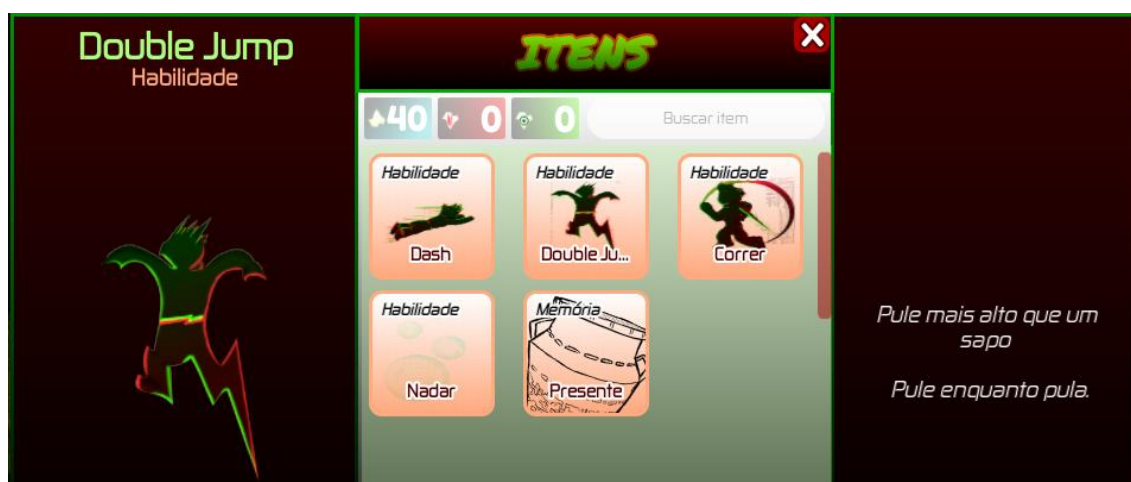 Double Jump
Habilidade
ITENS
40 0 0 Buscar item
Habilidade Habilidade Habilidade
Dash Double Ju... Correr
Habilidade Memória
Nadar Presente
Pule mais alto que um
sapo
Pule enquanto pula.